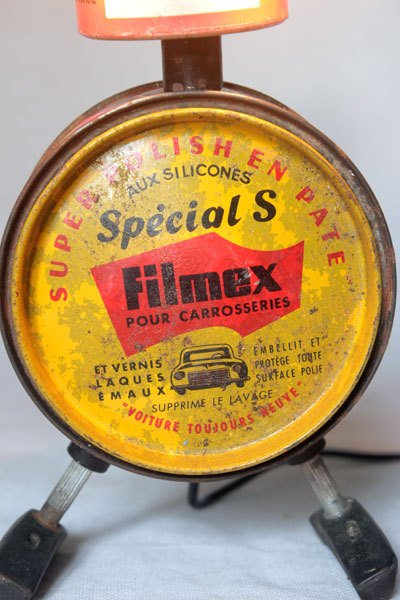 SUPER POLISH EN PATE
AUX SILICONES
Spécial S
Filmex
POUR CARROSSERIES
ET VERNIS
LAQUES
EMAUX
EMBELLIT ET
PROTÈGE TOUTE
SURFACE POLIE
SUPPRIME LE LAVAGE
"VOITURE TOUJOURS NEUVE"